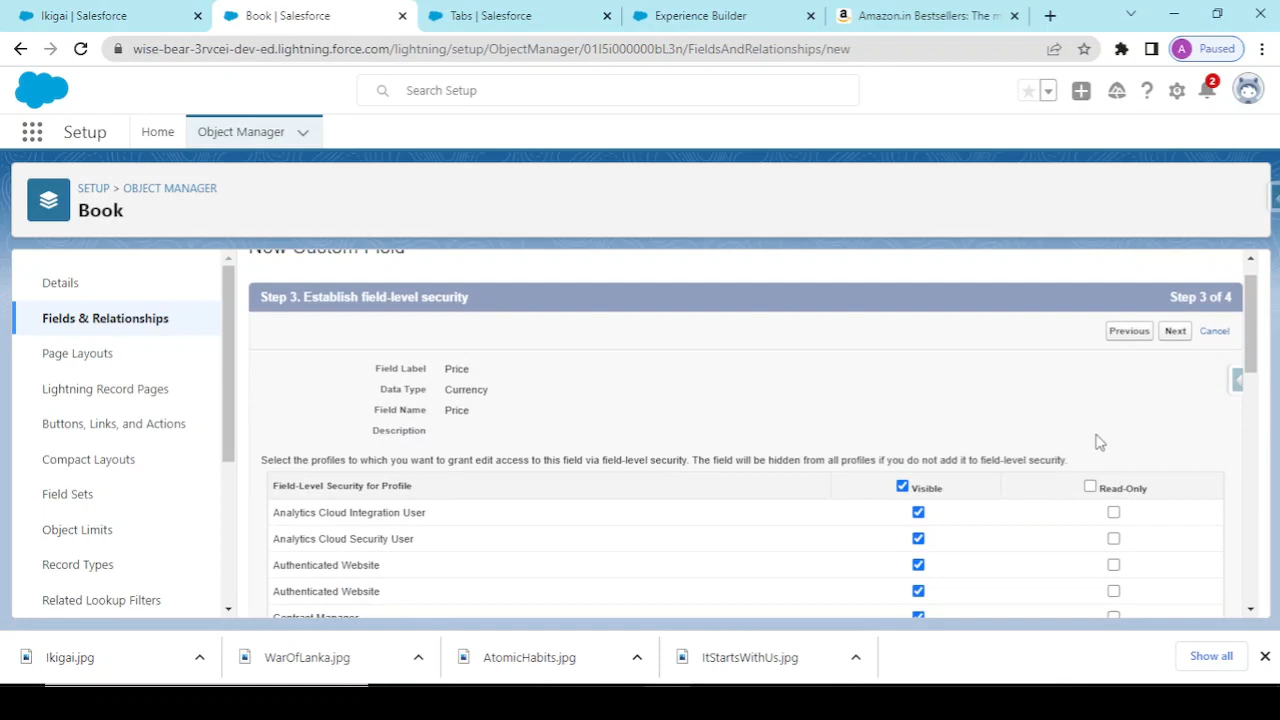 Ikigai | Salesforce
Book | Salesforce
Tabs | Salesforce
Experience Builder
Amazon.in Bestsellers: The m
wise-bear-3rvcei-dev-ed.lightning.force.com/lightning/setup/ObjectManager/01I5i000000bL3n/FieldsAndRelationships/new
A Paused
Search Setup
2
Setup Home Object Manager
SETUP > OBJECT MANAGER
Book
Details
Fields & Relationships
Page Layouts
Lightning Record Pages
Buttons, Links, and Actions
Compact Layouts
Field Sets
Object Limits
Record Types
Related Lookup Filters
New Custom Field
Step 3. Establish field-level security Step 3 of 4
Previous Next Cancel
Field Label Price
Data Type Currency
Field Name Price
Description
Select the profiles to which you want to grant edit access to this field via field-level security. The field will be hidden from all profiles if you do not add it to field-level security.
Field-Level Security for Profile Visible Read-Only
Analytics Cloud Integration User
Analytics Cloud Security User
Authenticated Website
Authenticated Website
Contract Manager
Ikigai.jpg
WarOfLanka.jpg
AtomicHabits.jpg
ItStartsWithUs.jpg
Show all